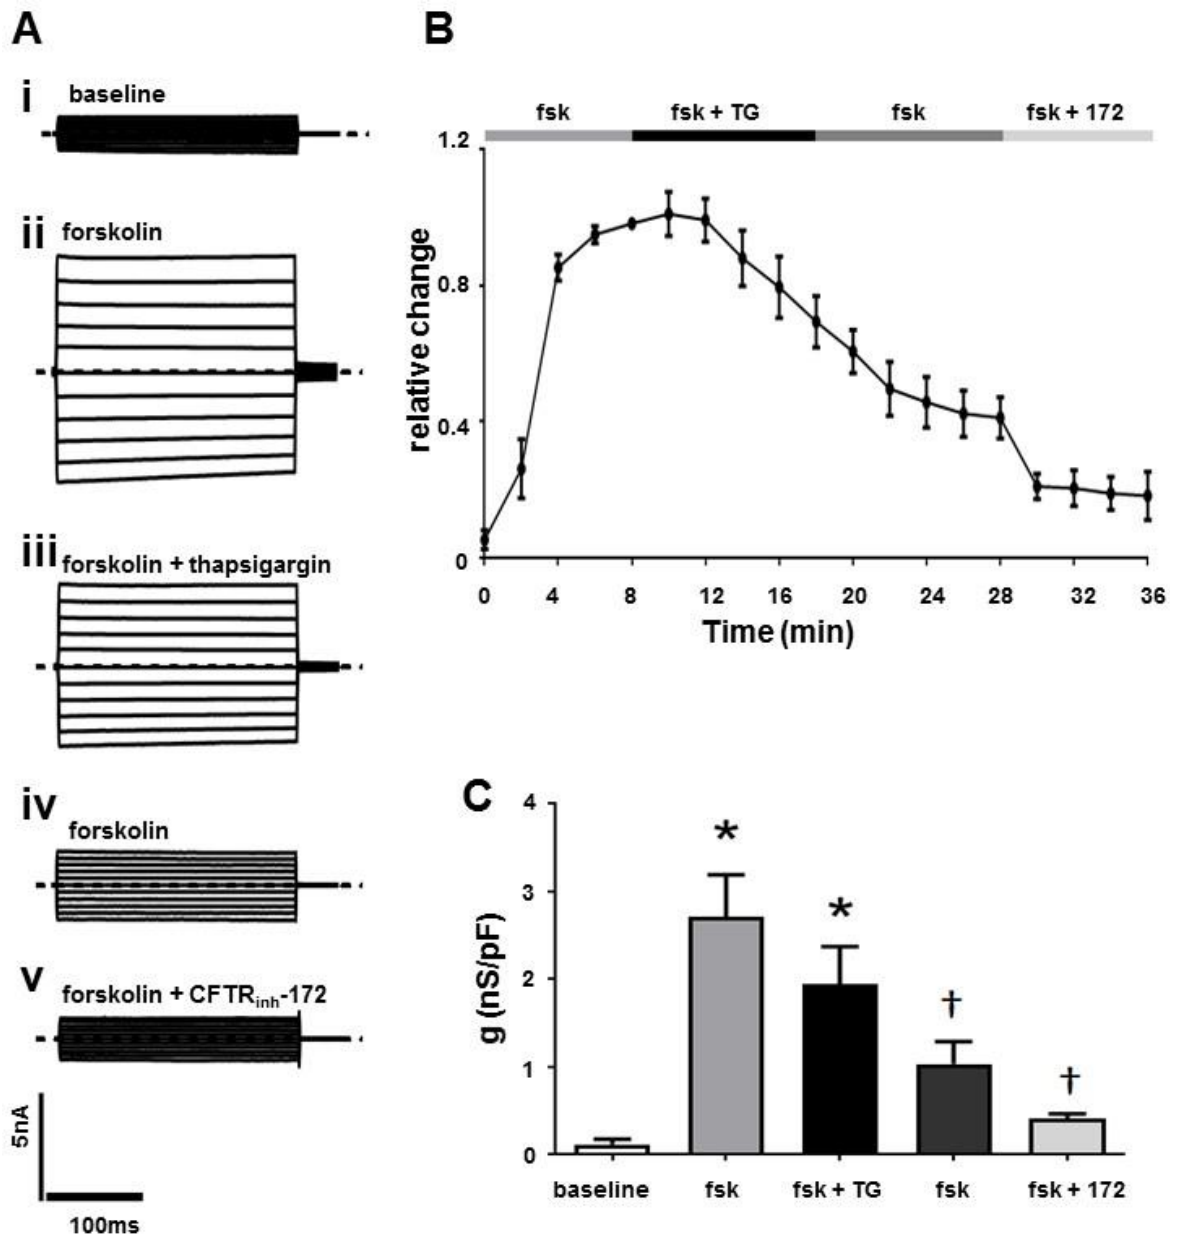 A
i
baseline
ii
forskolin
iii
forskolin + thapsigargin
iv
forskolin
v
forskolin + CFTRinh-172
5nA
100ms
B
fsk
fsk + TG
fsk
fsk + 172
1.2
0.8
0.4
0
relative change
0 4 8 12 16 20 24 28 32 36
Time (min)
C
4
3
2
1
0
g (nS/pF)
*
*
†
†
baseline fsk fsk + TG fsk fsk + 172